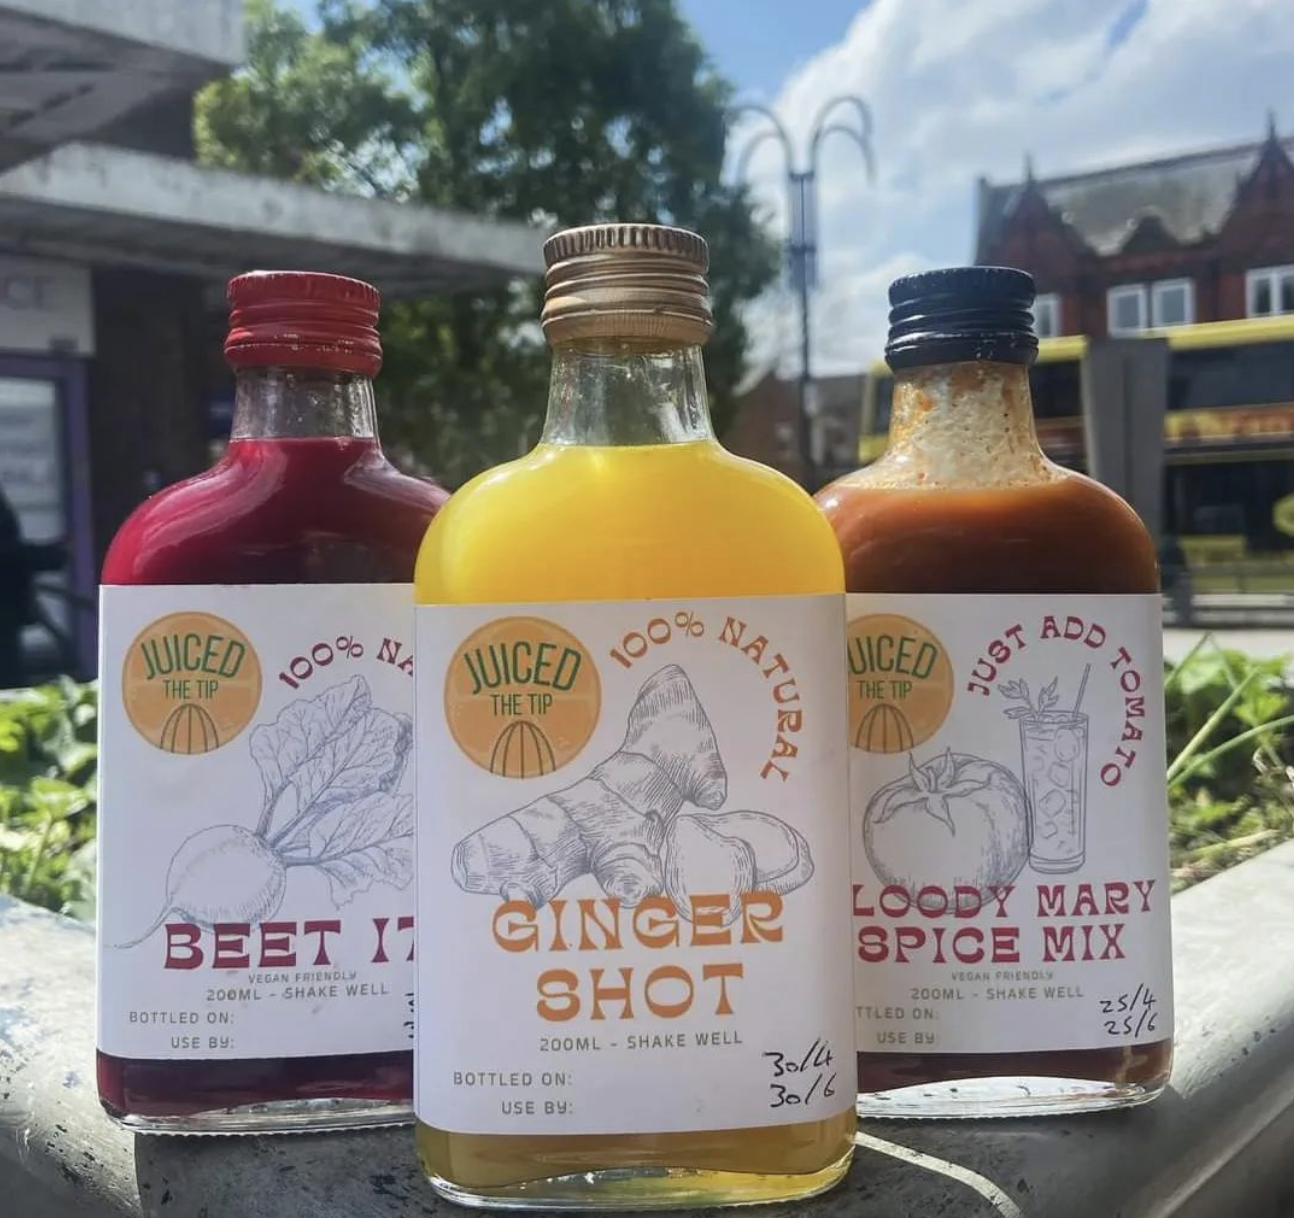 JUICED
THE TIP
100% NA
BEET IT
VEGAN FRIENDLY
200ML - SHAKE WELL
BOTTLED ON:
USE BY:
JUICED
THE TIP
100% NATURAL
GINGER
SHOT
200ML - SHAKE WELL
BOTTLED ON: 30/4
USE BY: 30/6
UICED
THE TIP
JUST ADD TOMATO
LOODY MARY
SPICE MIX
VEGAN FRIENDLY
200ML - SHAKE WELL
TTLED ON: 25/4
USE BY: 25/6